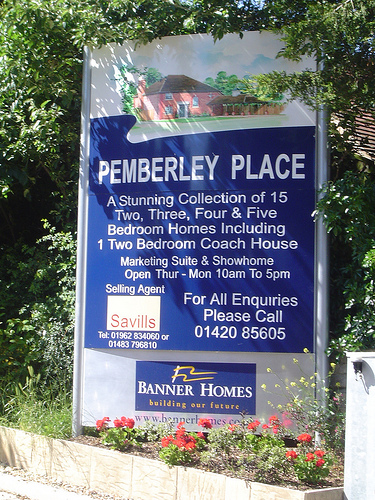 PEMBERLEY PLACE
A Stunning Collection of 15
Two, Three, Four & Five
Bedroom Homes Including
1 Two Bedroom Coach House
Marketing Suite & Showhome
Open Thur - Mon 10am To 5pm
Selling Agent
Savills
Tel: 01962 834060 or
01483 796810
For All Enquiries
Please Call
01420 85605
BANNER HOMES
building our future